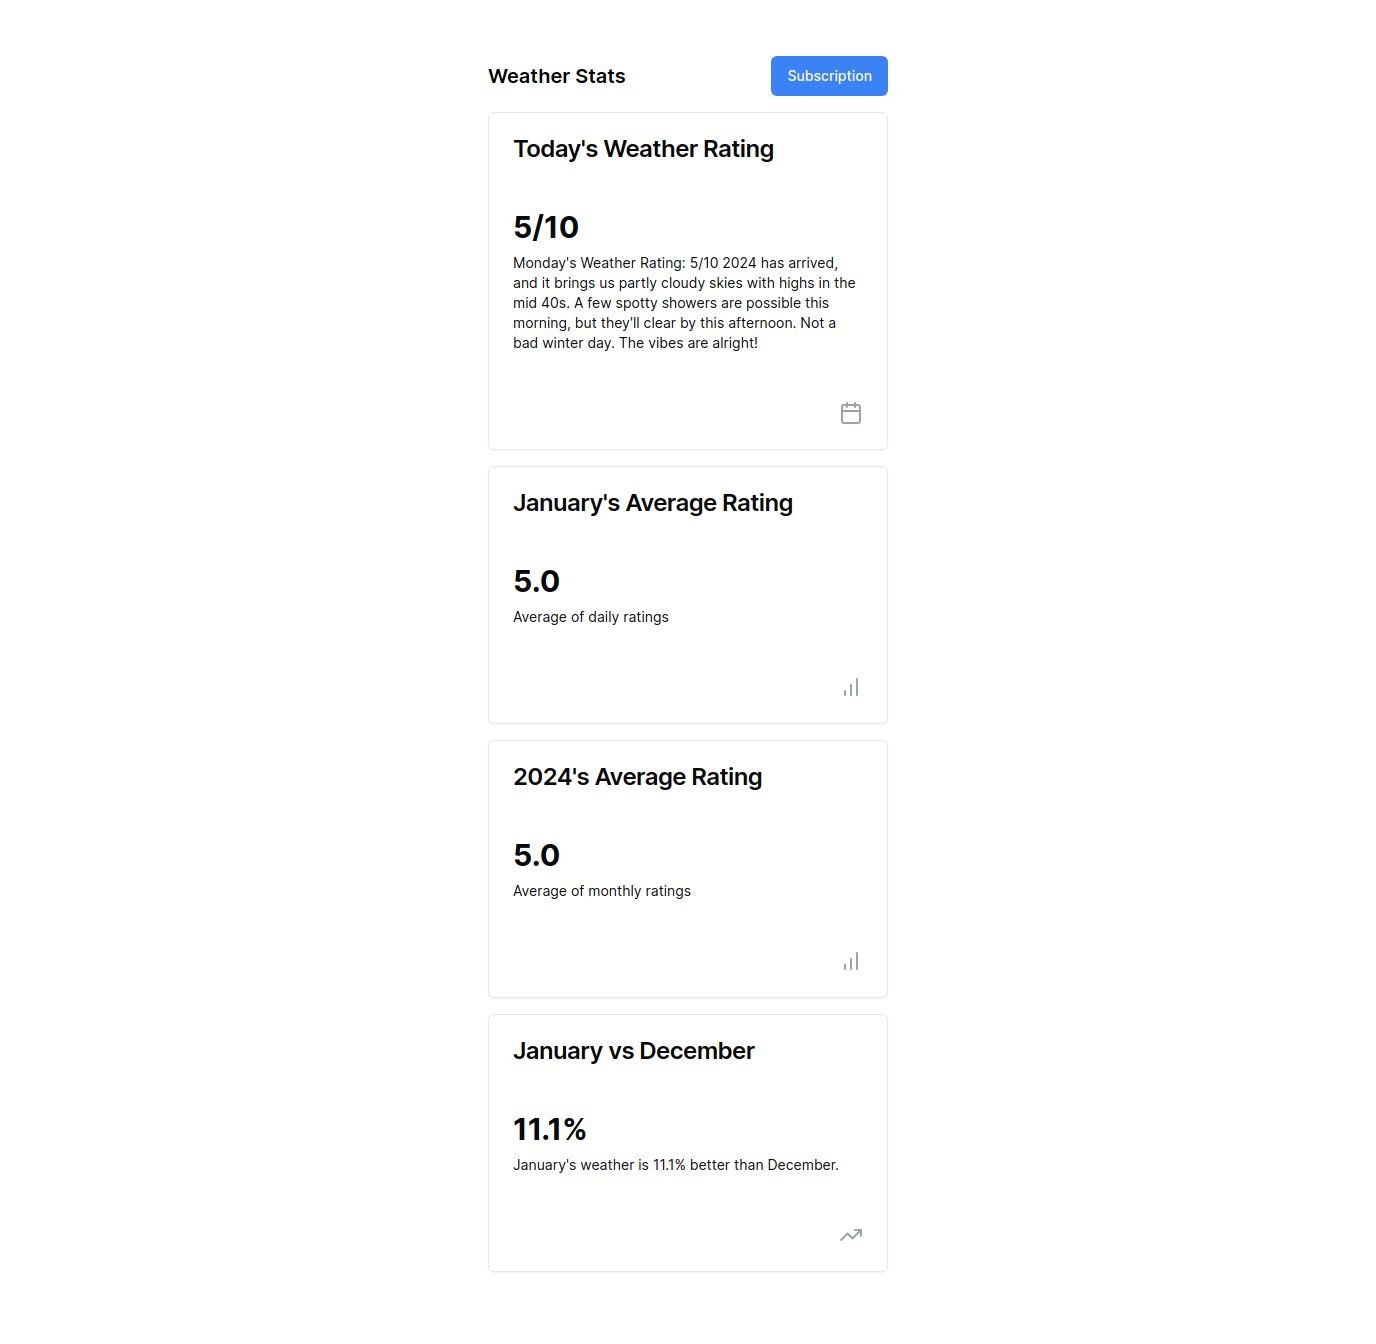 Weather Stats
Subscription
Today's Weather Rating
5/10
Monday's Weather Rating: 5/10 2024 has arrived,
and it brings us partly cloudy skies with highs in the
mid 40s. A few spotty showers are possible this
morning, but they'll clear by this afternoon. Not a
bad winter day. The vibes are alright!
January's Average Rating
5.0
Average of daily ratings
2024's Average Rating
5.0
Average of monthly ratings
January vs December
11.1%
January's weather is 11.1% better than December.